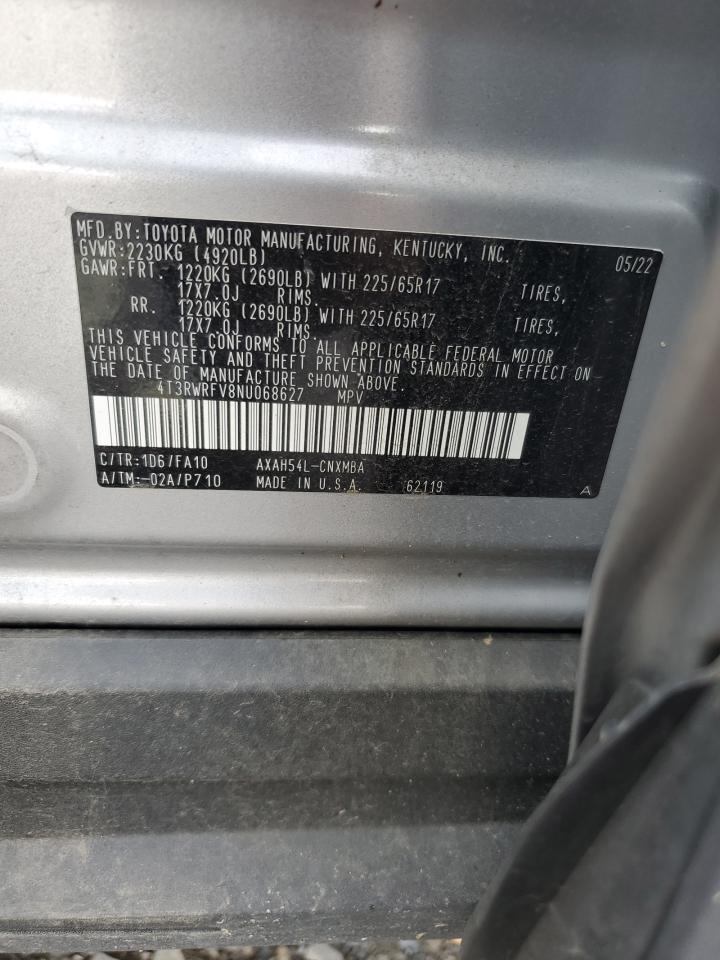 MFD.BY:TOYOTA MOTOR MANUFACTURING, KENTUCKY, INC. 05/22
GVWR:2230KG (4920LB)
GAWR:FRT. 1220KG (2690LB) WITH 225/65R17 TIRES,
17X7.0J RIMS.
RR. 1220KG (2690LB) WITH 225/65R17 TIRES,
17X7.0J RIMS.
THIS VEHICLE CONFORMS TO ALL APPLICABLE FEDERAL MOTOR
VEHICLE SAFETY AND THEFT PREVENTION STANDARDS IN EFFECT ON
THE DATE OF MANUFACTURE SHOWN ABOVE.
4T3RWRFV8NU068627 MPV
C/TR:1D6/FA10 AXAH54L-CNXMBA
A/TM:-02A/P710 MADE IN U.S.A. 62119 A